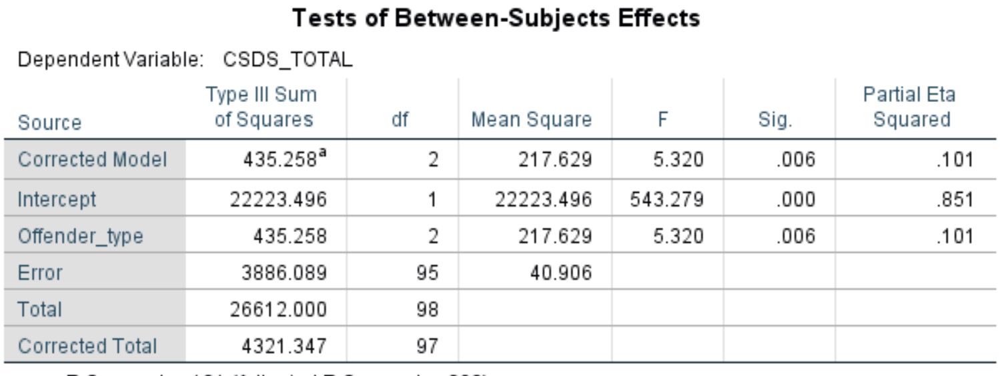 Tests of Between-Subjects Effects
Dependent Variable: CSDS_TOTAL
Source Type III Sum of Squares df Mean Square F Sig. Partial Eta Squared
Corrected Model 435.258a 2 217.629 5.320 .006 .101
Intercept 22223.496 1 22223.496 543.279 .000 .851
Offender_type 435.258 2 217.629 5.320 .006 .101
Error 3886.089 95 40.906
Total 26612.000 98
Corrected Total 4321.347 97